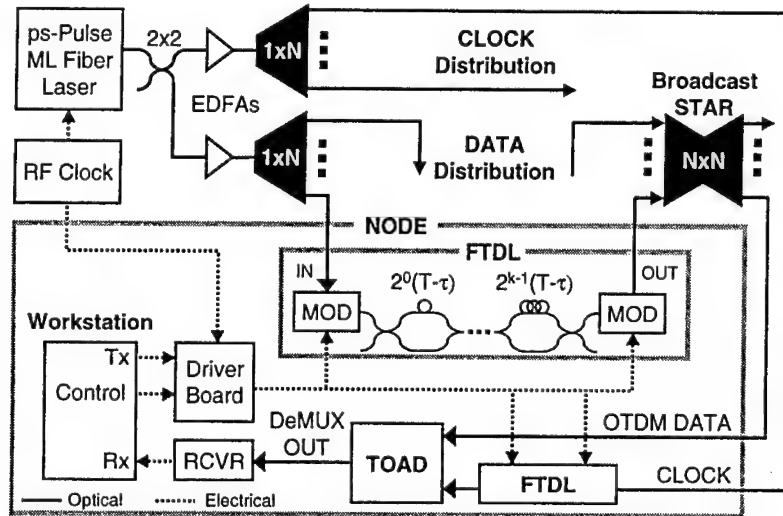 ps-Pulse
ML Fiber
Laser
2x2
EDFAs
1xN
CLOCK
Distribution
Broadcast
STAR
RF Clock
1xN
DATA
Distribution
NxN
NODE
FTDL
IN
OUT
2⁰(T-τ)
2ᵏ⁻¹(T-τ)
MOD
MOD
Workstation
Tx
Control
Rx
Driver
Board
DeMUX
OUT
OTDM DATA
RCVR
TOAD
FTDL
CLOCK
Optical
Electrical